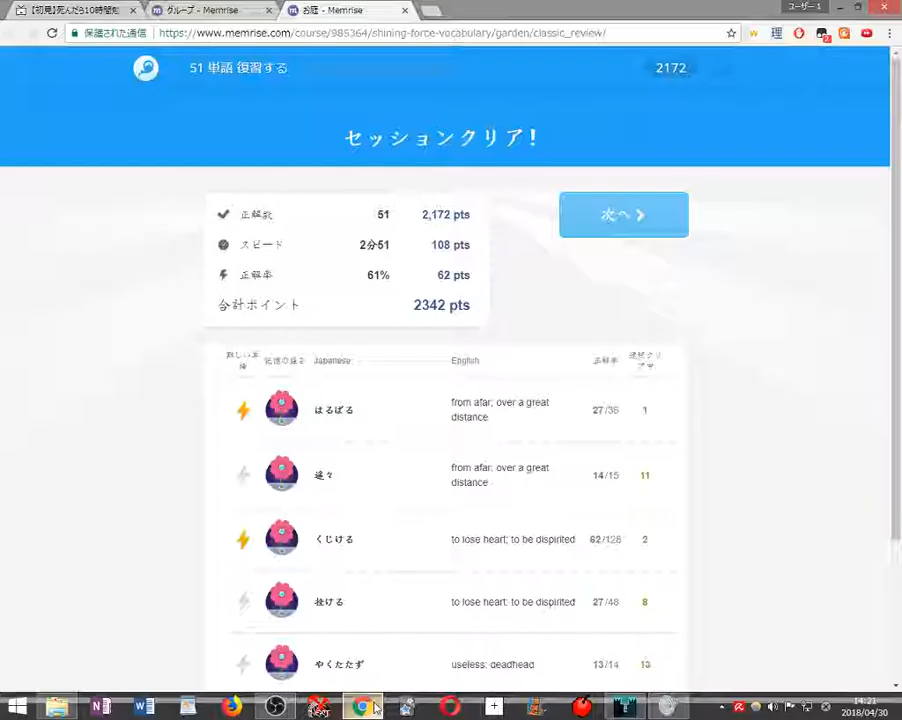 【初見】死んだら10時間耐
グループ - Memrise
お庭 - Memrise
ユーザー 1
保護された通信
https://www.memrise.com/course/985364/shining-force-vocabulary/garden/classic_review/
51 単語 復習する
2172
セッションクリア!
正解数 51 2,172 pts
次へ
スピード 2分51 108 pts
正解率 61% 62 pts
合計ポイント 2342 pts
Japanese English 正解率
はるばる from afar; over a great distance 27/36 1
遙々 from afar; over a great distance 14/15 11
くじける to lose heart; to be dispirited 62/128 2
挫ける to lose heart; to be dispirited 27/48 8
やくたたず useless; deadhead 13/14 13
14:21
2018/04/30